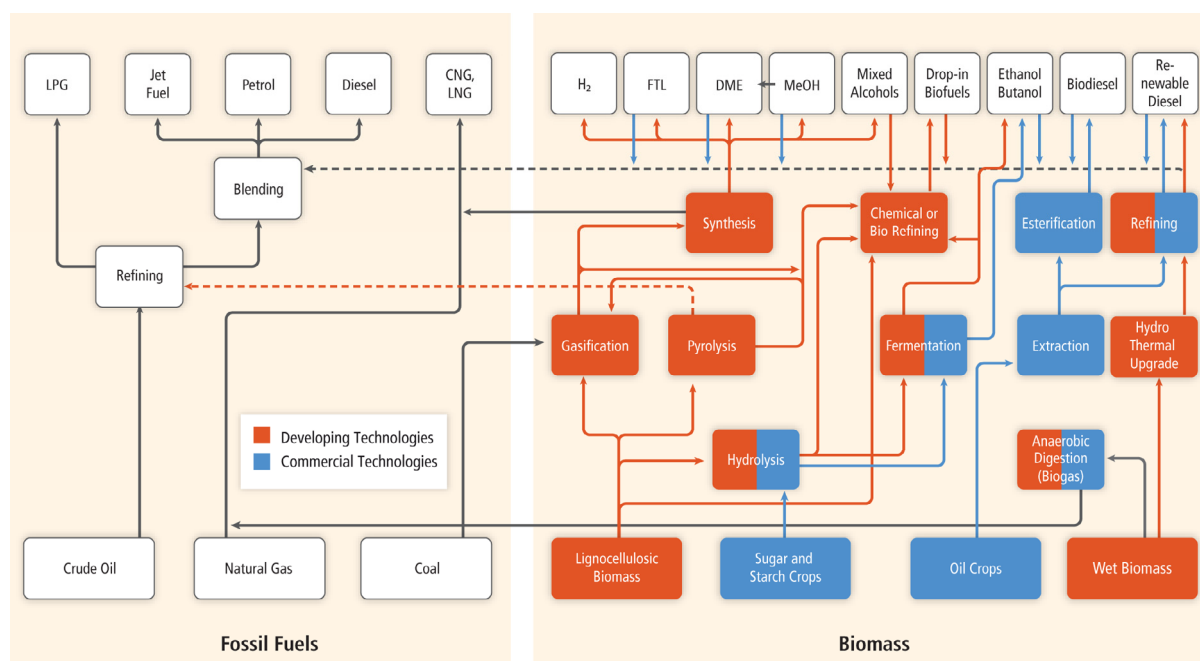 LPG
Jet
Fuel
Petrol
Diesel
CNG,
LNG
H₂
FTL
DME
MeOH
Mixed
Alcohols
Drop-in
Biofuels
Ethanol
Butanol
Biodiesel
Re-
newable
Diesel
Blending
Synthesis
Chemical or
Bio Refining
Esterification
Refining
Refining
Gasification
Pyrolysis
Fermentation
Extraction
Hydro
Thermal
Upgrade
Developing Technologies
Commercial Technologies
Hydrolysis
Anaerobic
Digestion
(Biogas)
Crude Oil
Natural Gas
Coal
Lignocellulosic
Biomass
Sugar and
Starch Crops
Oil Crops
Wet Biomass
Fossil Fuels
Biomass